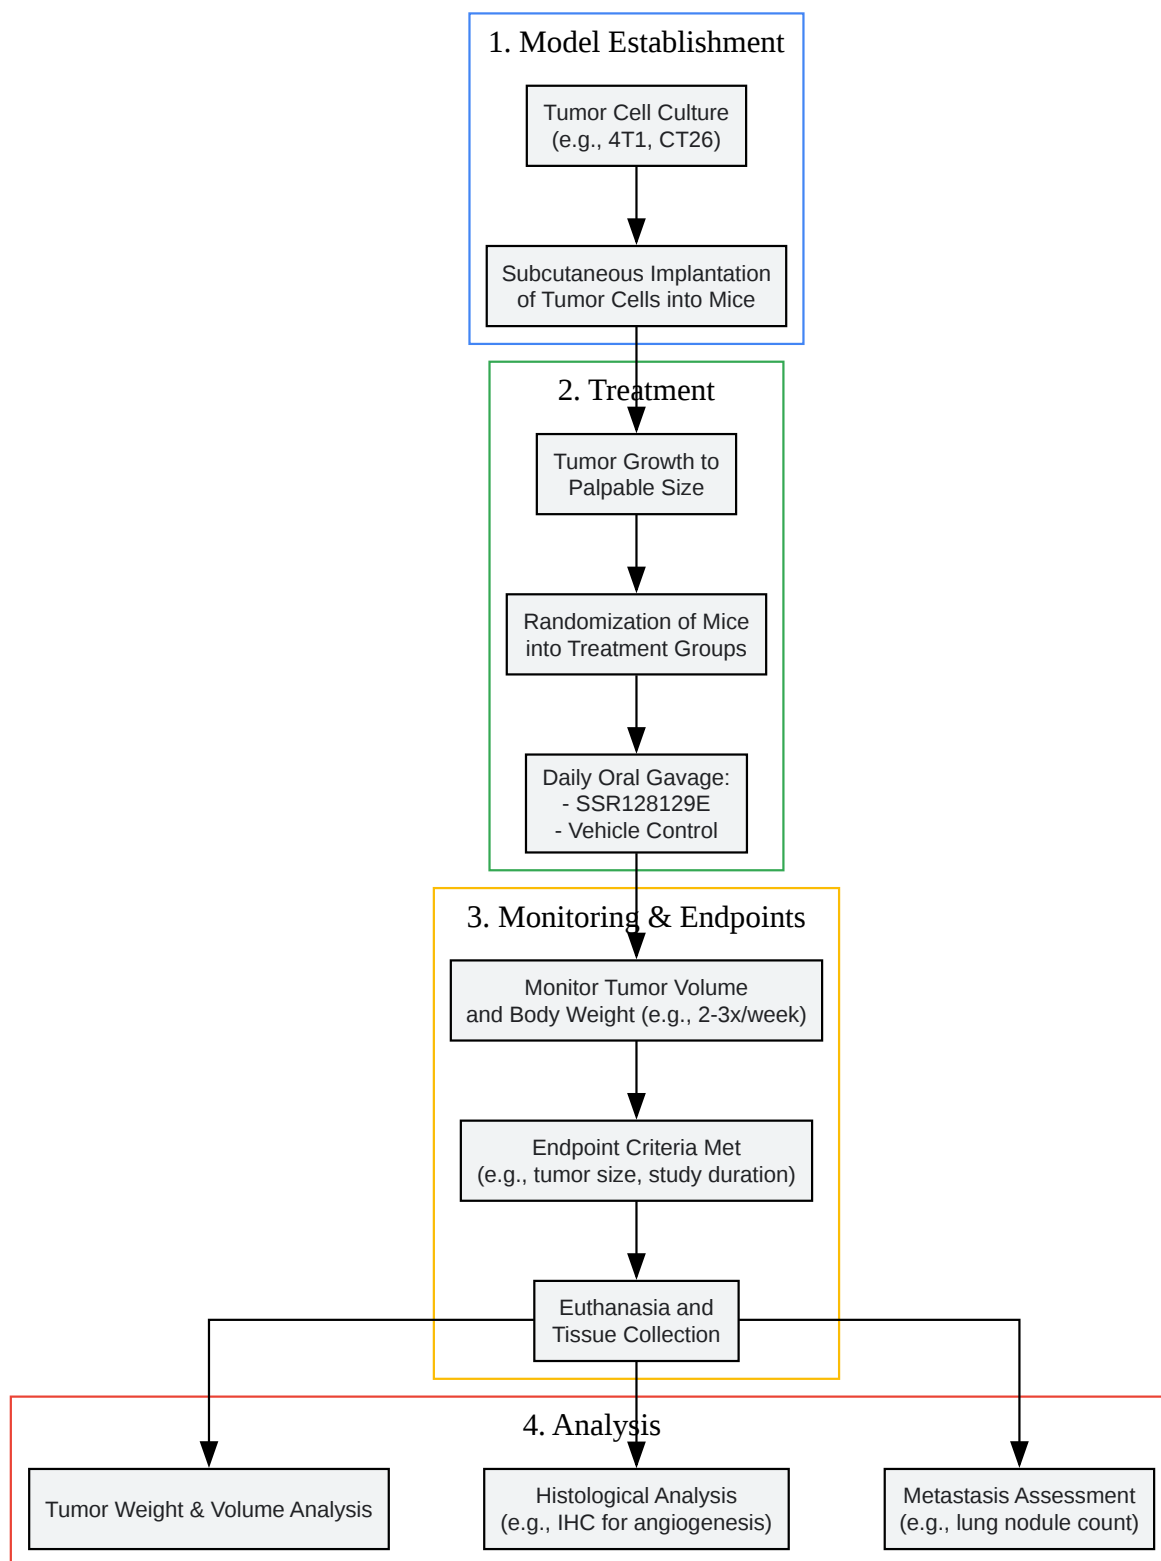 1. Model Establishment
Tumor Cell Culture
(e.g., 4T1, CT26)
Subcutaneous Implantation
of Tumor Cells into Mice
2. Treatment
Tumor Growth to
Palpable Size
Randomization of Mice
into Treatment Groups
Daily Oral Gavage:
- SSR128129E
- Vehicle Control
3. Monitoring & Endpoints
Monitor Tumor Volume
and Body Weight (e.g., 2-3x/week)
Endpoint Criteria Met
(e.g., tumor size, study duration)
Euthanasia and
Tissue Collection
4. Analysis
Tumor Weight & Volume Analysis
Histological Analysis
(e.g., IHC for angiogenesis)
Metastasis Assessment
(e.g., lung nodule count)